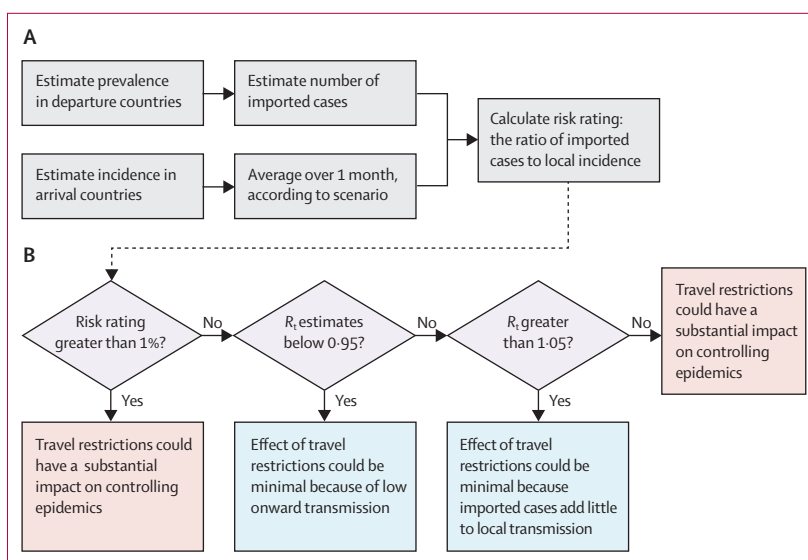 A
Estimate prevalence
in departure countries
Estimate number of
imported cases
Calculate risk rating:
the ratio of imported
cases to local incidence
Estimate incidence in
arrival countries
Average over 1 month,
according to scenario
B
Risk rating
greater than 1%?
No
Rt estimates
below 0·95?
No
Rt greater
than 1·05?
No
Travel restrictions
could have a
substantial impact
on controlling
epidemics
Yes
Yes
Yes
Travel restrictions could
have a substantial
impact on controlling
epidemics
Effect of travel
restrictions could be
minimal because of low
onward transmission
Effect of travel
restrictions could be
minimal because
imported cases add little
to local transmission